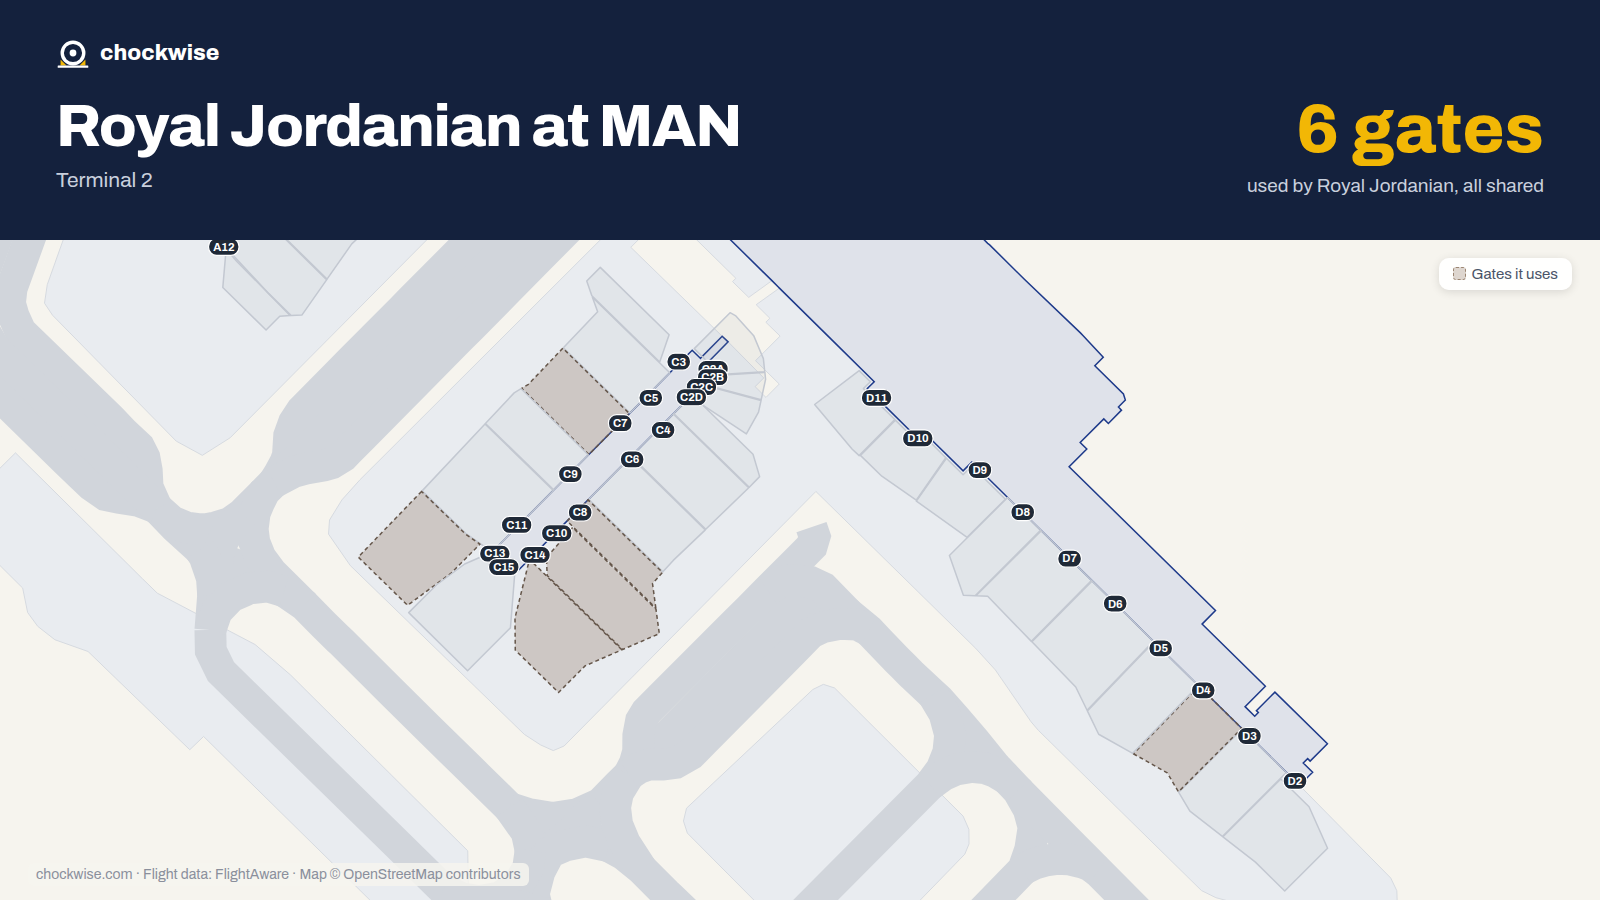 chockwise
Royal Jordanian at MAN
Terminal 2
6 gates
used by Royal Jordanian, all shared
Gates it uses
A12
C3
C2B
C2C
C2D
C5
C7
C4
C6
C9
C8
C11
C10
C13
C14
C15
D11
D10
D9
D8
D7
D6
D5
D4
D3
D2
chockwise.com · Flight data: FlightAware · Map © OpenStreetMap contributors